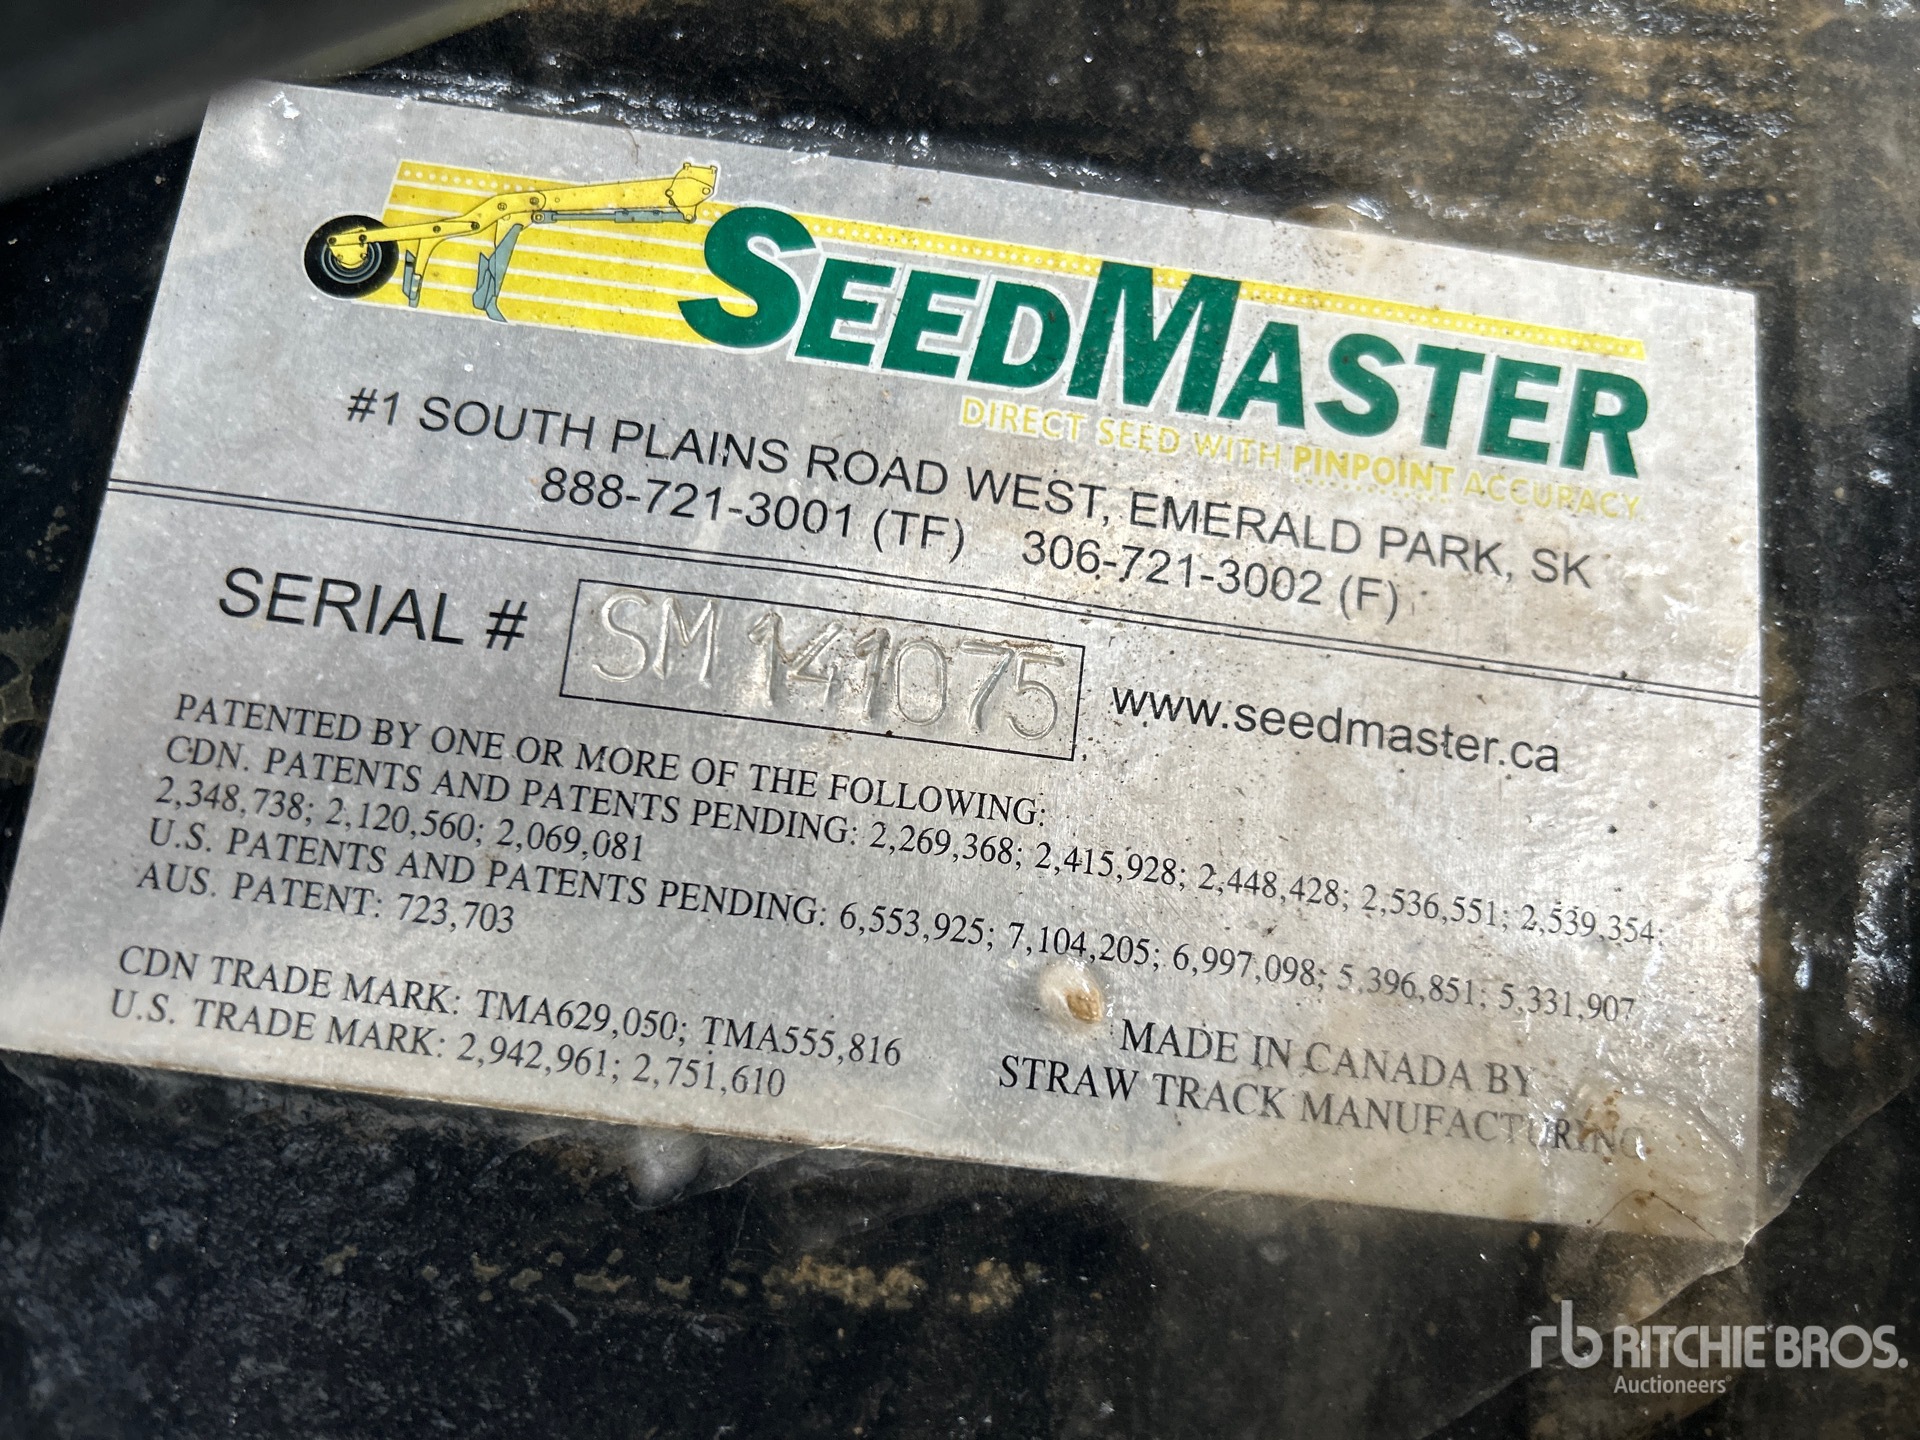 SEEDMASTER
DIRECT SEED WITH PINPOINT ACCURACY
#1 SOUTH PLAINS ROAD WEST, EMERALD PARK, SK
888-721-3001 (TF) 306-721-3002 (F)
SERIAL # SM141075 www.seedmaster.ca
PATENTED BY ONE OR MORE OF THE FOLLOWING:
CDN. PATENTS AND PATENTS PENDING: 2,269,368; 2,415,928; 2,448,428; 2,536,551; 2,539,354;
2,348,738; 2,120,560; 2,069,081
U.S. PATENTS AND PATENTS PENDING: 6,553,925; 7,104,205; 6,997,098; 5,396,851; 5,331,907
AUS. PATENT: 723,703
CDN TRADE MARK: TMA629,050; TMA555,816
U.S. TRADE MARK: 2,942,961; 2,751,610
MADE IN CANADA BY
STRAW TRACK MANUFACTURING
rb RITCHIE BROS.
Auctioneers